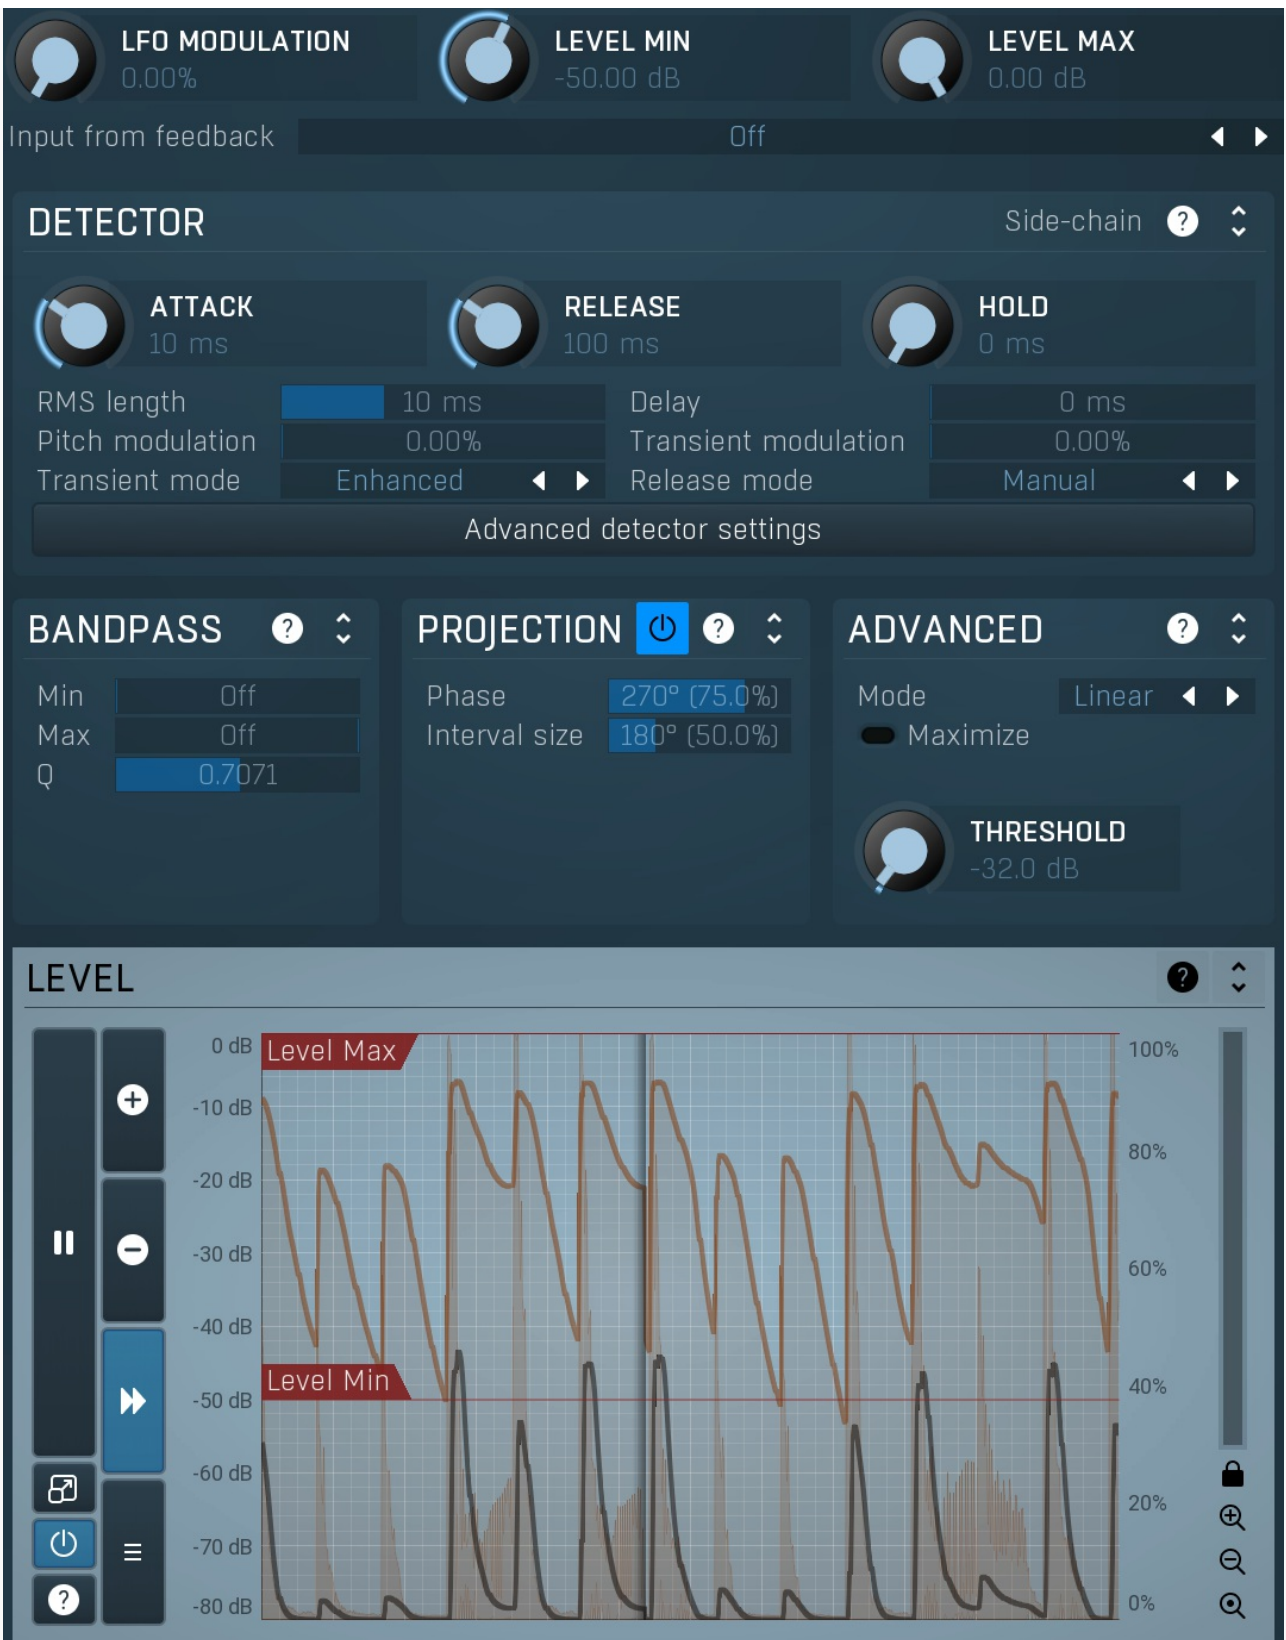 LFO MODULATION LEVEL MIN LEVEL MAX
0.00% -50.00 dB 0.00 dB
Input from feedback Off
DETECTOR Side-chain ?
ATTACK RELEASE HOLD
10 ms 100 ms 0 ms
RMS length 10 ms Delay 0 ms
Pitch modulation 0.00% Transient modulation 0.00%
Transient mode Enhanced Release mode Manual
Advanced detector settings
BANDPASS ? PROJECTION ? ADVANCED ?
Min Off Phase 270° (75.0%) Mode Linear
Max Off Interval size 180° (50.0%) Maximize
Q 0.7071
THRESHOLD
-32.0 dB
LEVEL ?
0 dB Level Max 100%
-10 dB
80%
-20 dB
-30 dB
60%
-40 dB
Level Min 40%
-50 dB
-60 dB
20%
-70 dB
?
-80 dB 0%